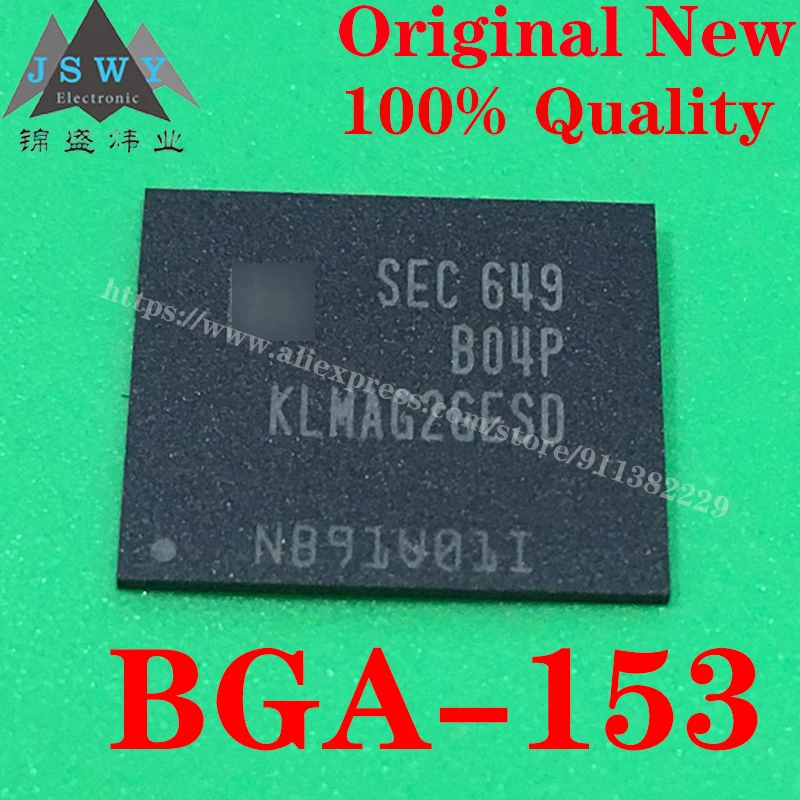 JSWY
Electronic
锦盛炜业
Original New
100% Quality
SEC 649
B04P
KLMAG2GESD
N891W01I
https://www.aliexpress.com/store/911382229
BGA-153